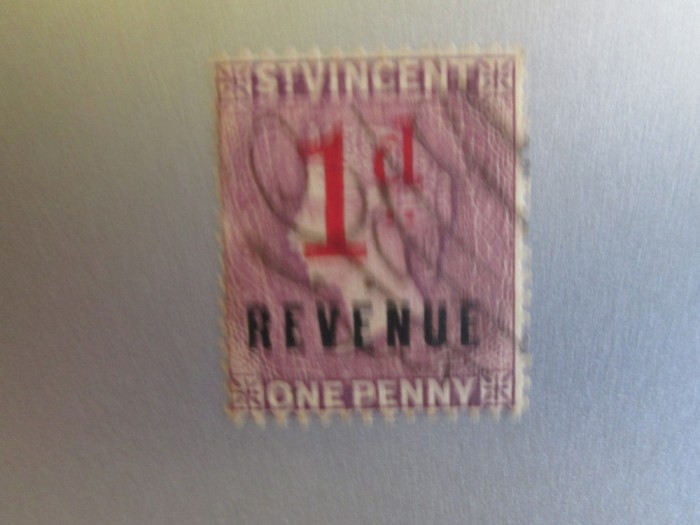 ST VINCENT
1d
REVENUE
ONE PENNY